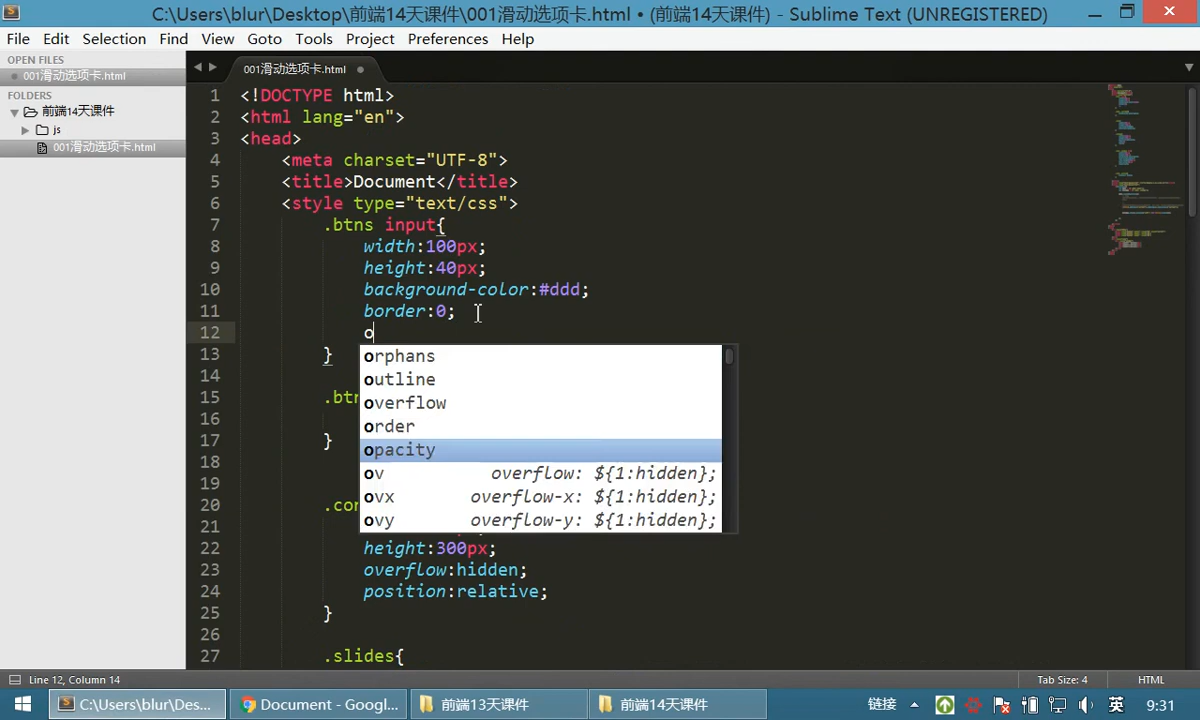 C:\Users\blur\Desktop\前端14天课件\001滑动选项卡.html • (前端14天课件) - Sublime Text (UNREGISTERED)
File Edit Selection Find View Goto Tools Project Preferences Help
OPEN FILES
001滑动选项卡.html
FOLDERS
前端14天课件
js
001滑动选项卡.html
001滑动选项卡.html
1 <!DOCTYPE html>
2 <html lang="en">
3 <head>
4 <meta charset="UTF-8">
5 <title>Document</title>
6 <style type="text/css">
7 .btns input{
8 width:100px;
9 height:40px;
10 background-color:#ddd;
11 border:0;
12 o
13 }
14
15 .btn
16
17 }
18
19
20 .con
21
22 height:300px;
23 overflow:hidden;
24 position:relative;
25 }
26
27 .slides{
orphans
outline
overflow
order
opacity
ov overflow: ${1:hidden};
ovx overflow-x: ${1:hidden};
ovy overflow-y: ${1:hidden};
Line 12, Column 14
Tab Size: 4
HTML
C:\Users\blur\Des...
Document - Googl...
前端13天课件
前端14天课件
链接
英
9:31